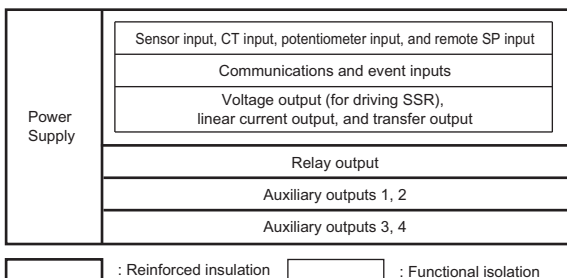 Power
Supply
Sensor input, CT input, potentiometer input, and remote SP input
Communications and event inputs
Voltage output (for driving SSR),
linear current output, and transfer output
Relay output
Auxiliary outputs 1, 2
Auxiliary outputs 3, 4
: Reinforced insulation
: Functional isolation